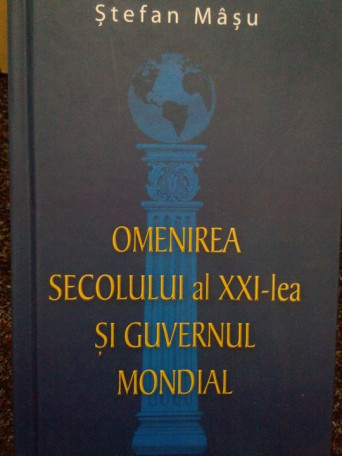 Ștefan Mâșu
OMENIREA
SECOLULUI al XXI-lea
ȘI GUVERNUL
MONDIAL